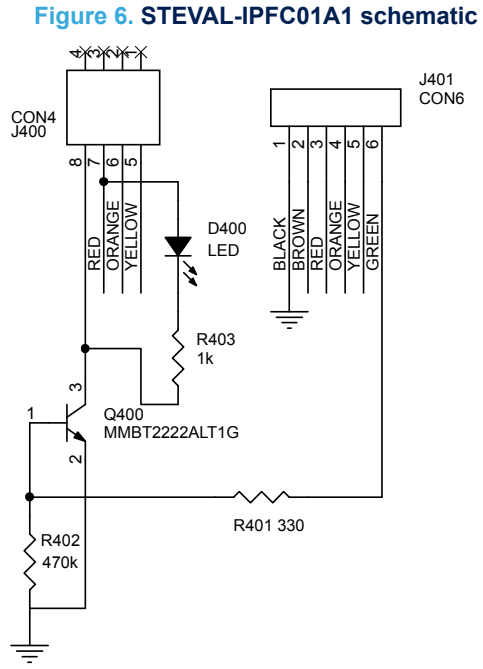 Figure 6. STEVAL-IPFC01A1 schematic
4
3
2
1
CON4
J400
8
7
6
5
RED
ORANGE
YELLOW
D400
LED
R403
1k
J401
CON6
1
2
3
4
5
6
BLACK
BROWN
RED
ORANGE
YELLOW
GREEN
3
1
2
Q400
MMBT2222ALT1G
R401 330
R402
470k